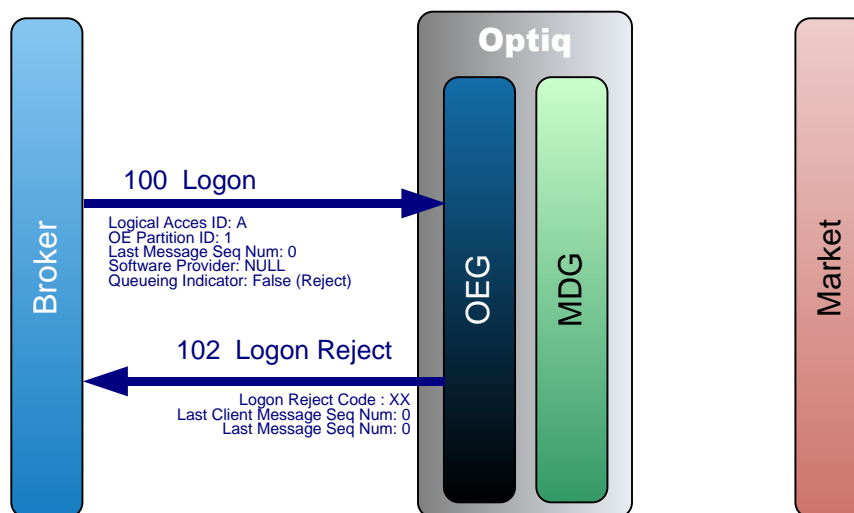 Optiq
Broker
100 Logon
Logical Acces ID: A
OE Partition ID: 1
Last Message Seq Num: 0
Software Provider: NULL
Queueing Indicator: False (Reject)
102 Logon Reject
Logon Reject Code : XX
Last Client Message Seq Num: 0
Last Message Seq Num: 0
OEG
MDG
Market